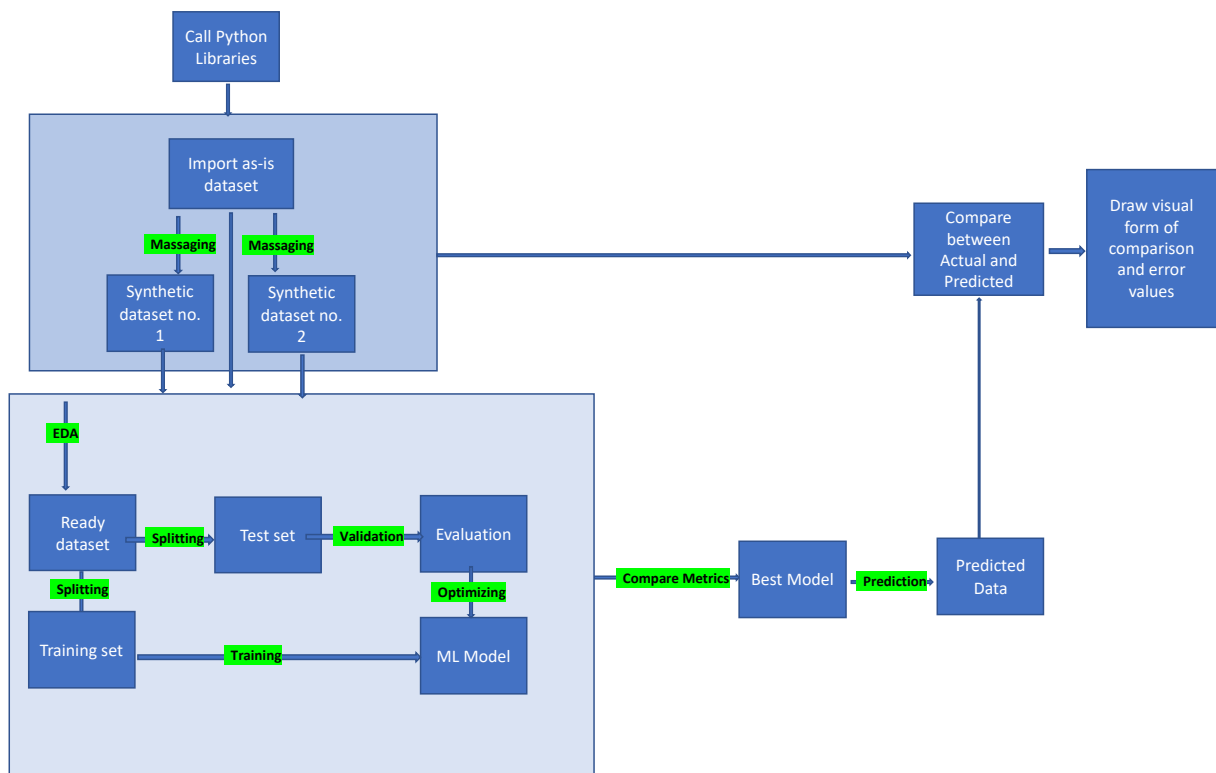 Call Python
Libraries
Import as-is
dataset
Massaging
Massaging
Synthetic
dataset no.
1
Synthetic
dataset no.
2
Compare
between
Actual and
Predicted
Draw visual
form of
comparison
and error
values
EDA
Ready
dataset
Splitting
Test set
Validation
Evaluation
Splitting
Optimizing
Training set
Training
ML Model
Compare Metrics
Best Model
Prediction
Predicted
Data